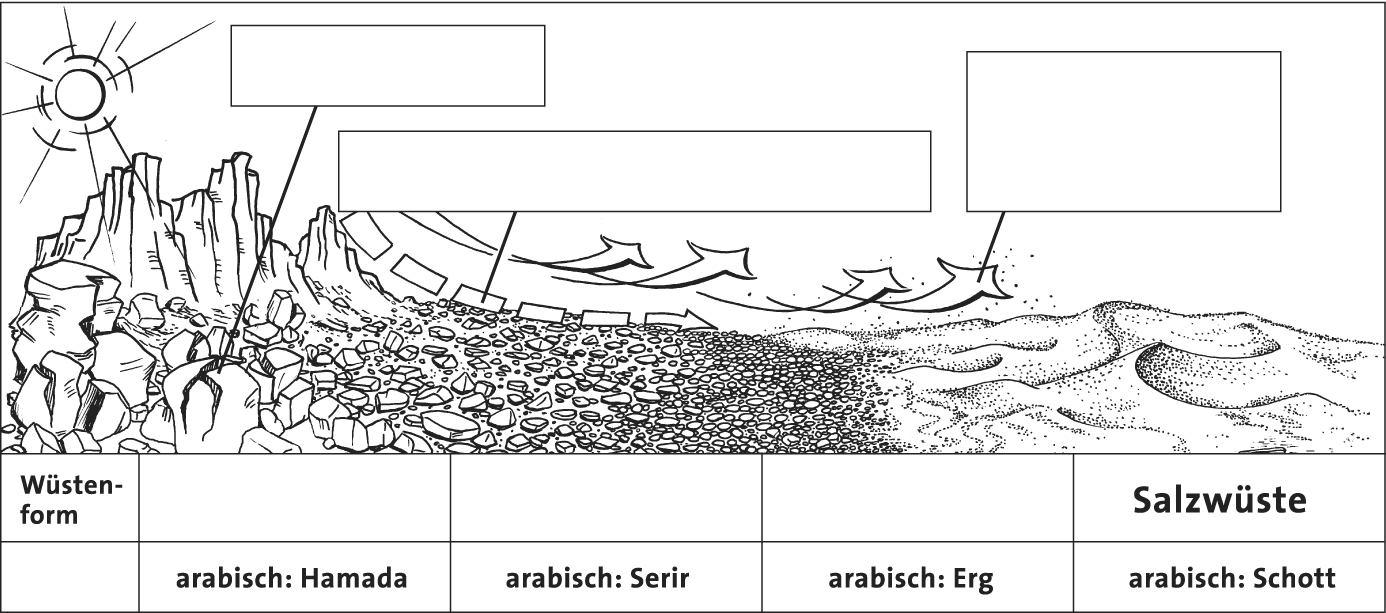 Wüsten-
form
Salzwüste
arabisch: Hamada
arabisch: Serir
arabisch: Erg
arabisch: Schott